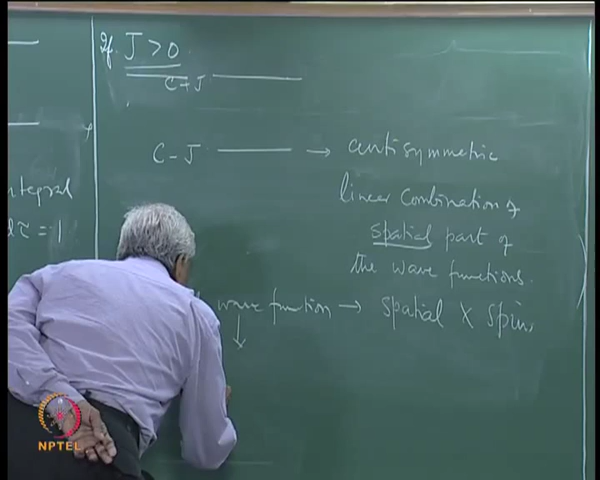 If J > 0
C + J
C - J → antisymmetric
linear combination of
spatial part of
the wave functions.
wave function → spatial × spin,
integral
dτ = 1
NPTEL